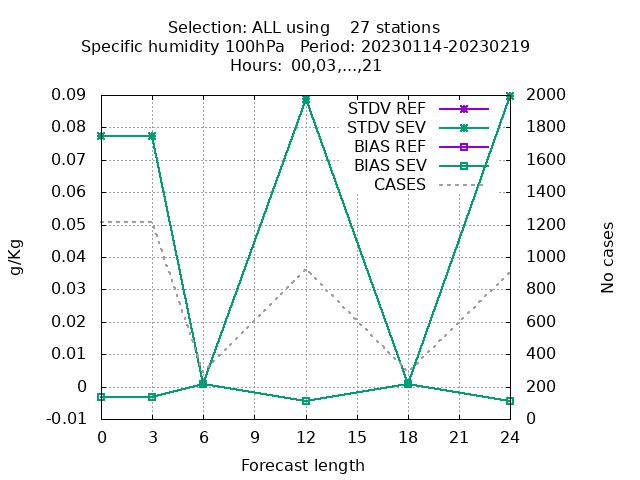 Selection: ALL using    27 stations
Specific humidity 100hPa   Period: 20230114-20230219
Hours:  00,03,...,21
STDV REF
STDV SEV
BIAS REF
BIAS SEV
CASES
0.09
0.08
0.07
0.06
0.05
0.04
0.03
0.02
0.01
0
-0.01
g/Kg
2000
1800
1600
1400
1200
1000
800
600
400
200
0
No cases
0 3 6 9 12 15 18 21 24
Forecast length